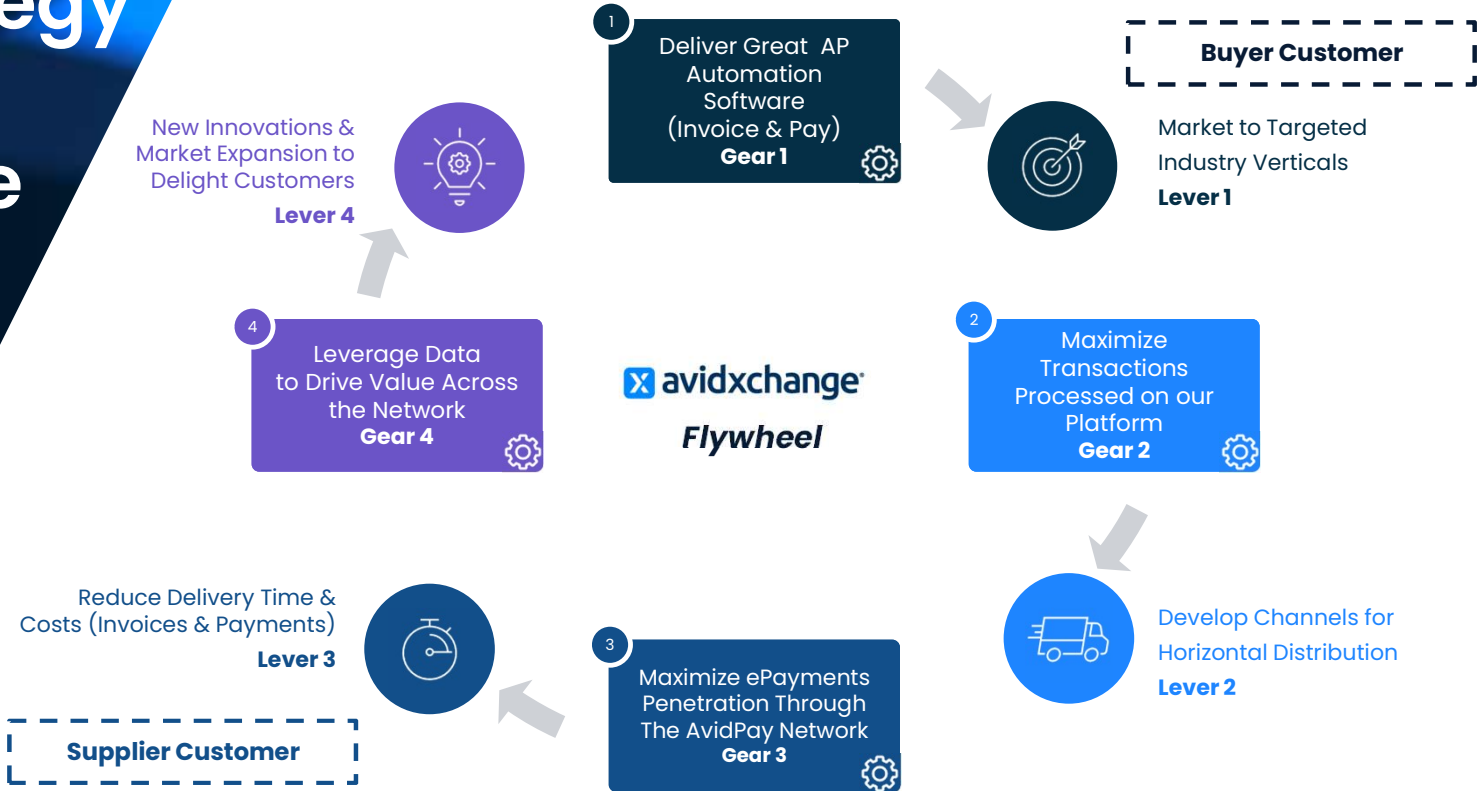 egy
e
1
Deliver Great AP
Automation
Software
(Invoice & Pay)
Gear 1
Buyer Customer
Market to Targeted
Industry Verticals
Lever 1
2
Maximize
Transactions
Processed on our
Platform
Gear 2
Develop Channels for
Horizontal Distribution
Lever 2
3
Maximize ePayments
Penetration Through
The AvidPay Network
Gear 3
Reduce Delivery Time &
Costs (Invoices & Payments)
Lever 3
Supplier Customer
4
Leverage Data
to Drive Value Across
the Network
Gear 4
New Innovations &
Market Expansion to
Delight Customers
Lever 4
x avidxchange
Flywheel